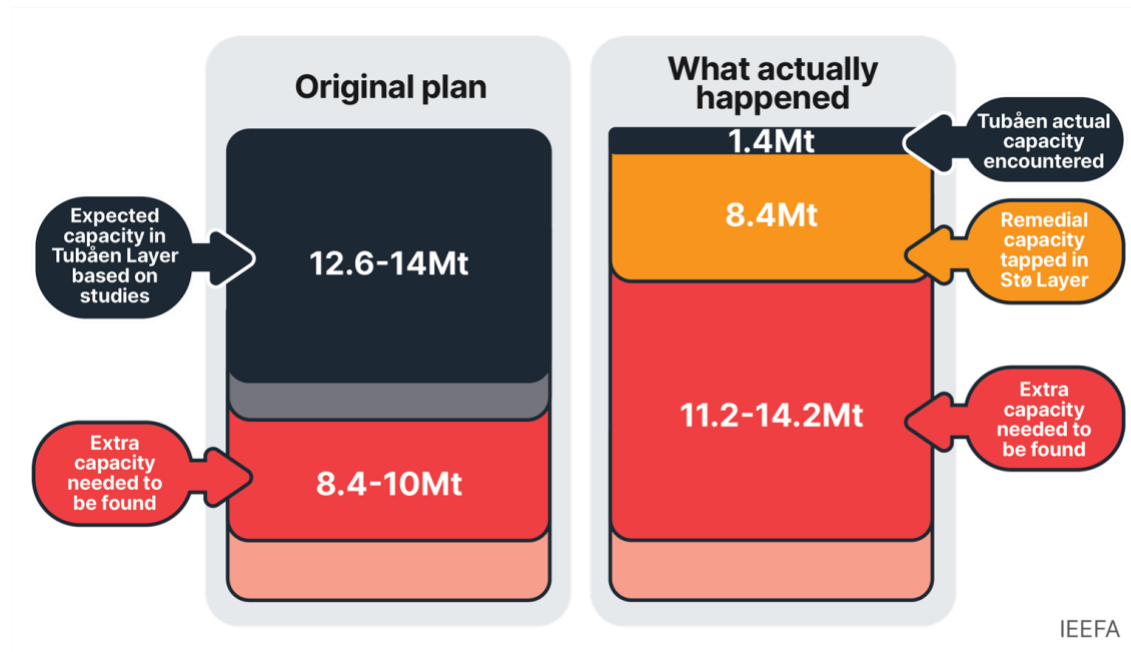 Original plan
Expected
capacity in
Tubåen Layer
based on
studies
12.6-14Mt
Extra
capacity
needed to
be found
8.4-10Mt
What actually
happened
1.4Mt
Tubåen actual
capacity
encountered
8.4Mt
Remedial
capacity
tapped in
Stø Layer
11.2-14.2Mt
Extra
capacity
needed to
be found
IEEFA